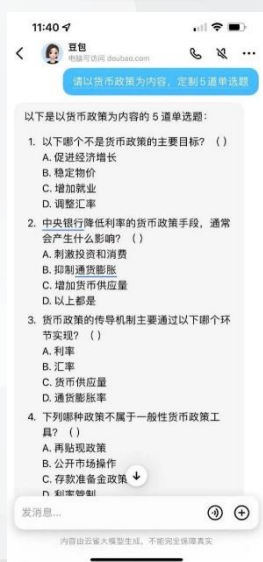 11:40
豆包
电脑可访问 doubao.com
请以货币政策为内容，定制5道单选题
以下是以货币政策为内容的 5 道单选题：
1. 以下哪个不是货币政策的主要目标？（）
A. 促进经济增长
B. 稳定物价
C. 增加就业
D. 调整汇率
2. 中央银行降低利率的货币政策手段，通常
会产生什么影响？（）
A. 刺激投资和消费
B. 抑制通货膨胀
C. 增加货币供应量
D. 以上都是
3. 货币政策的传导机制主要通过以下哪个环
节实现？（）
A. 利率
B. 汇率
C. 货币供应量
D. 通货膨胀率
4. 下列哪种政策不属于一般性货币政策工
具？（）
A. 再贴现政策
B. 公开市场操作
C. 存款准备金政策
D. 利率管制
发消息...
内容由云雀大模型生成，不能完全保障真实